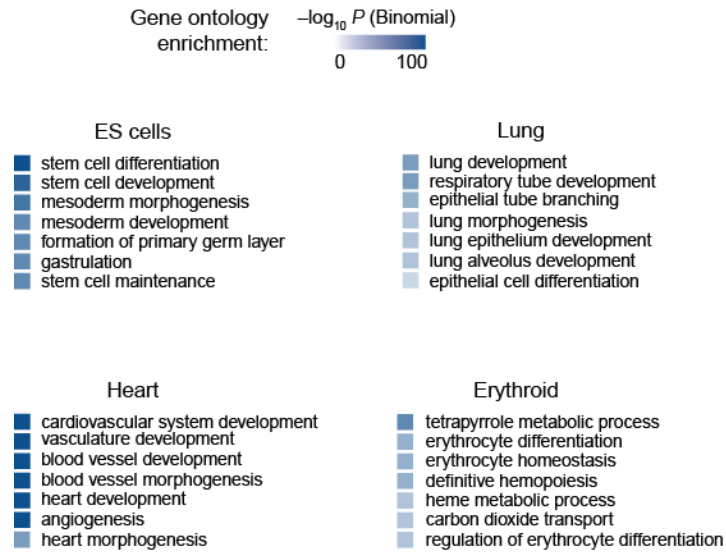 Gene ontology
enrichment:
–log₁₀ P (Binomial)
0 100
ES cells
stem cell differentiation
stem cell development
mesoderm morphogenesis
mesoderm development
formation of primary germ layer
gastrulation
stem cell maintenance
Lung
lung development
respiratory tube development
epithelial tube branching
lung morphogenesis
lung epithelium development
lung alveolus development
epithelial cell differentiation
Heart
cardiovascular system development
vasculature development
blood vessel development
blood vessel morphogenesis
heart development
angiogenesis
heart morphogenesis
Erythroid
tetrapyrrole metabolic process
erythrocyte differentiation
erythrocyte homeostasis
definitive hemopoiesis
heme metabolic process
carbon dioxide transport
regulation of erythrocyte differentiation